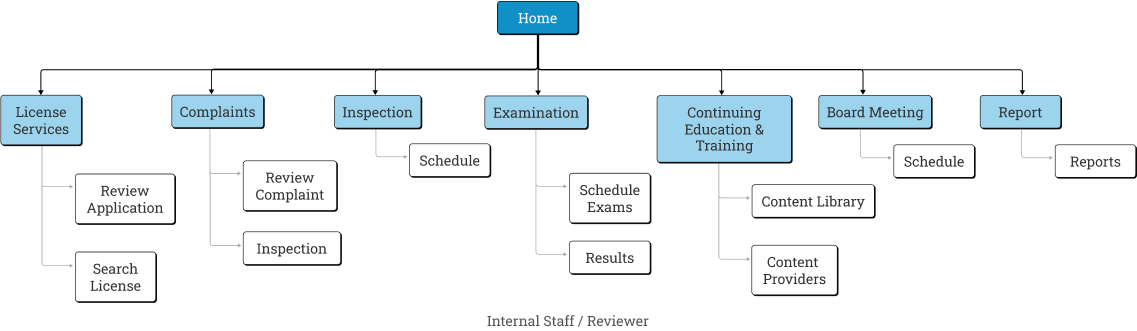 Home
License
Services
Complaints
Inspection
Examination
Continuing
Education &
Training
Board Meeting
Report
Review
Application
Search
License
Review
Complaint
Inspection
Schedule
Schedule
Exams
Results
Content Library
Content
Providers
Schedule
Reports
Internal Staff / Reviewer